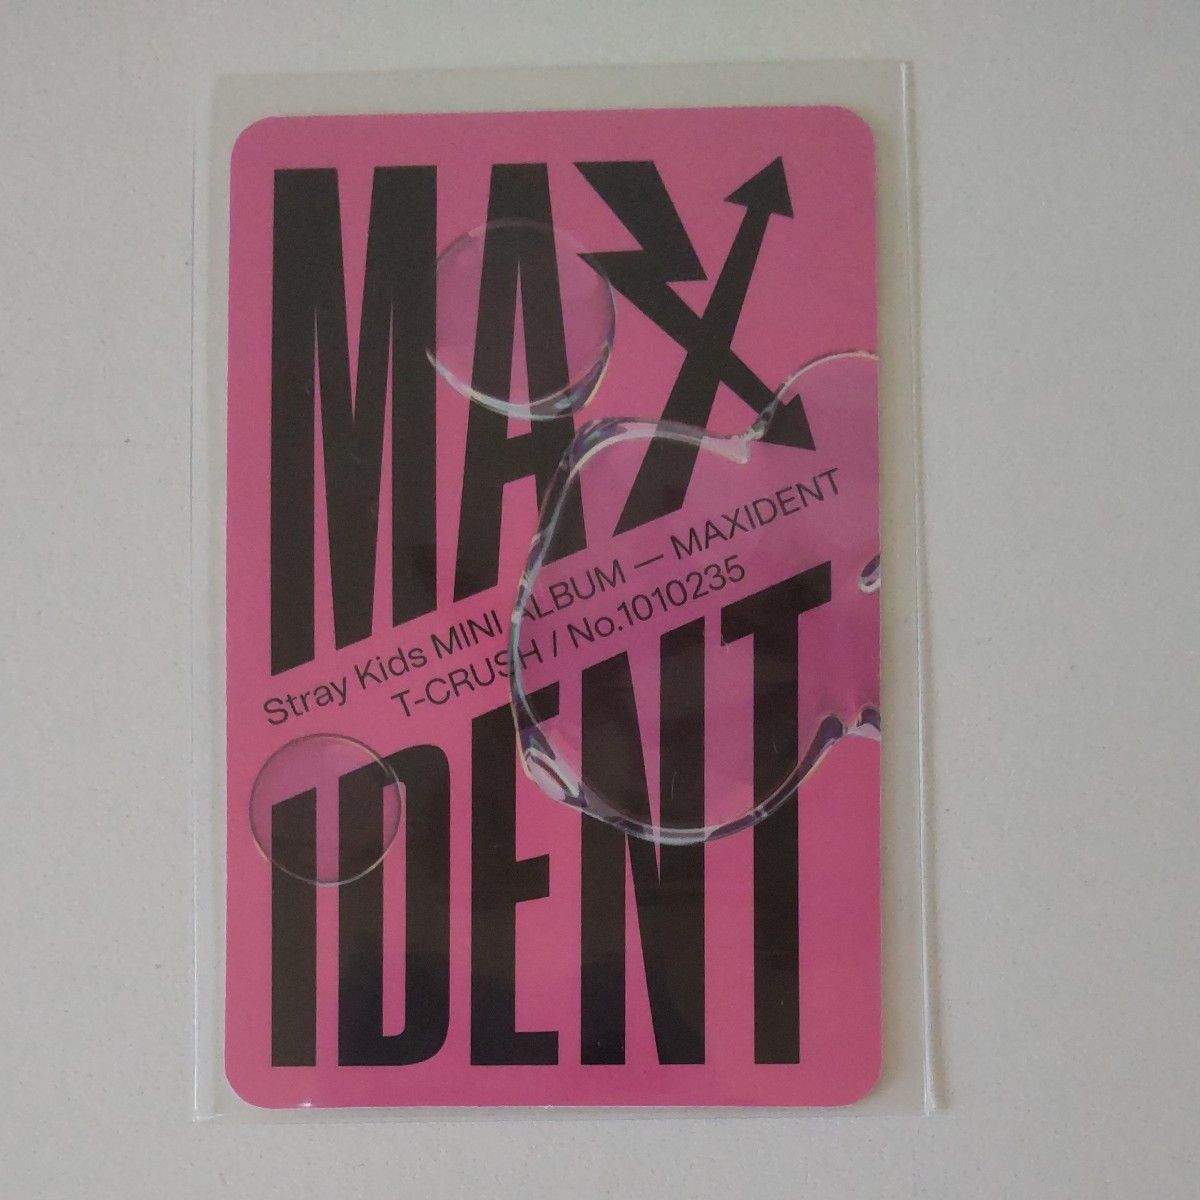 MAX
Stray Kids MINI ALBUM — MAXIDENT
T-CRUSH / No.1010235
IDENT